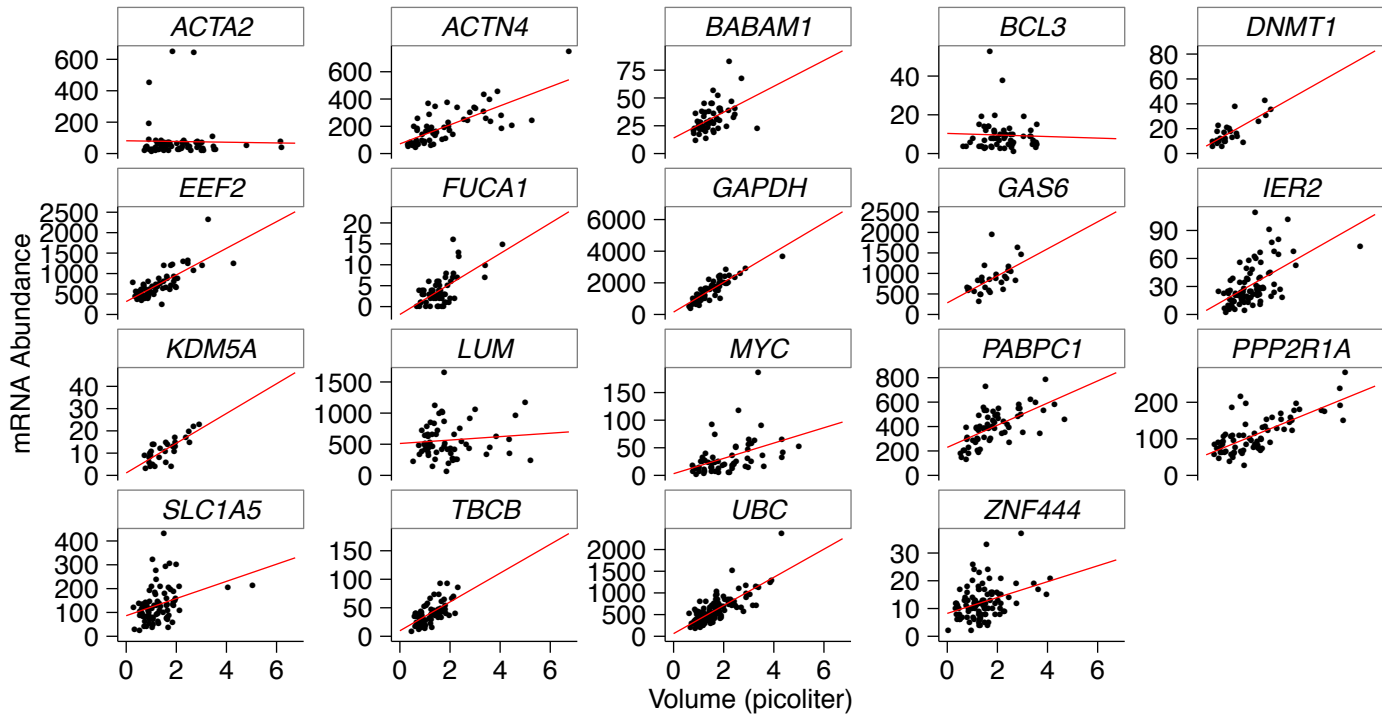 ACTA2 ACTN4 BABAM1 BCL3 DNMT1
600 400 200 0
600 400 200 0
75 50 25 0
40 20 0
80 60 40 20 0
EEF2 FUCA1 GAPDH GAS6 IER2
2500 2000 1500 1000 500 0
20 15 10 5 0
6000 4000 2000 0
2500 2000 1500 1000 500 0
90 60 30 0
KDM5A LUM MYC PABPC1 PPP2R1A
40 30 20 10 0
1500 1000 500 0
150 100 50 0
800 600 400 200 0
200 100 0
SLC1A5 TBCB UBC ZNF444
400 300 200 100 0
150 100 50 0
2000 1500 1000 500 0
30 20 10 0
0 2 4 6 0 2 4 6 0 2 4 6 0 2 4 6
mRNA Abundance
Volume (picoliter)